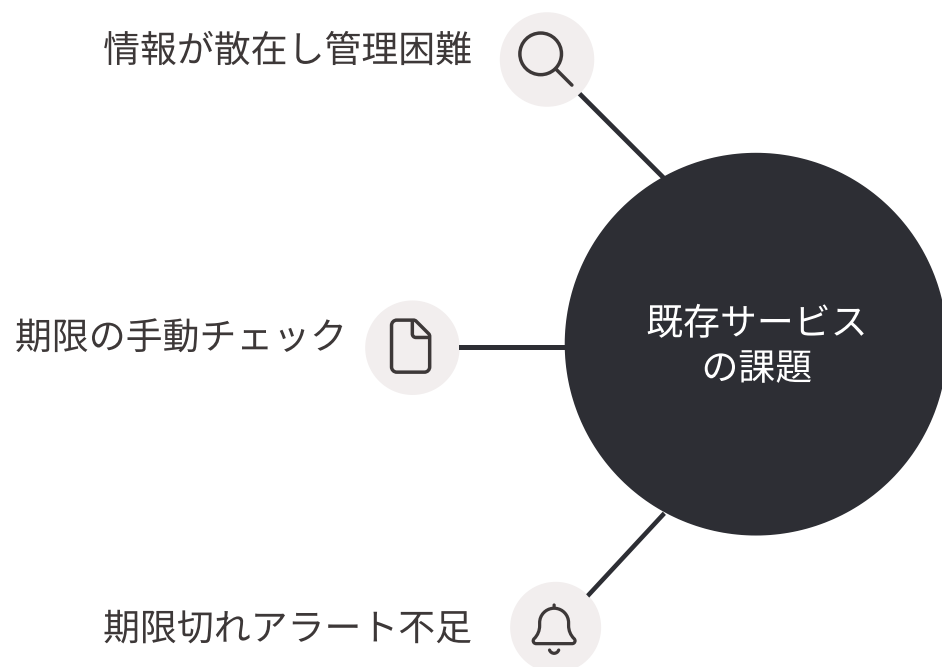 情報が散在し管理困難
期限の手動チェック
既存サービス
の課題
期限切れアラート不足